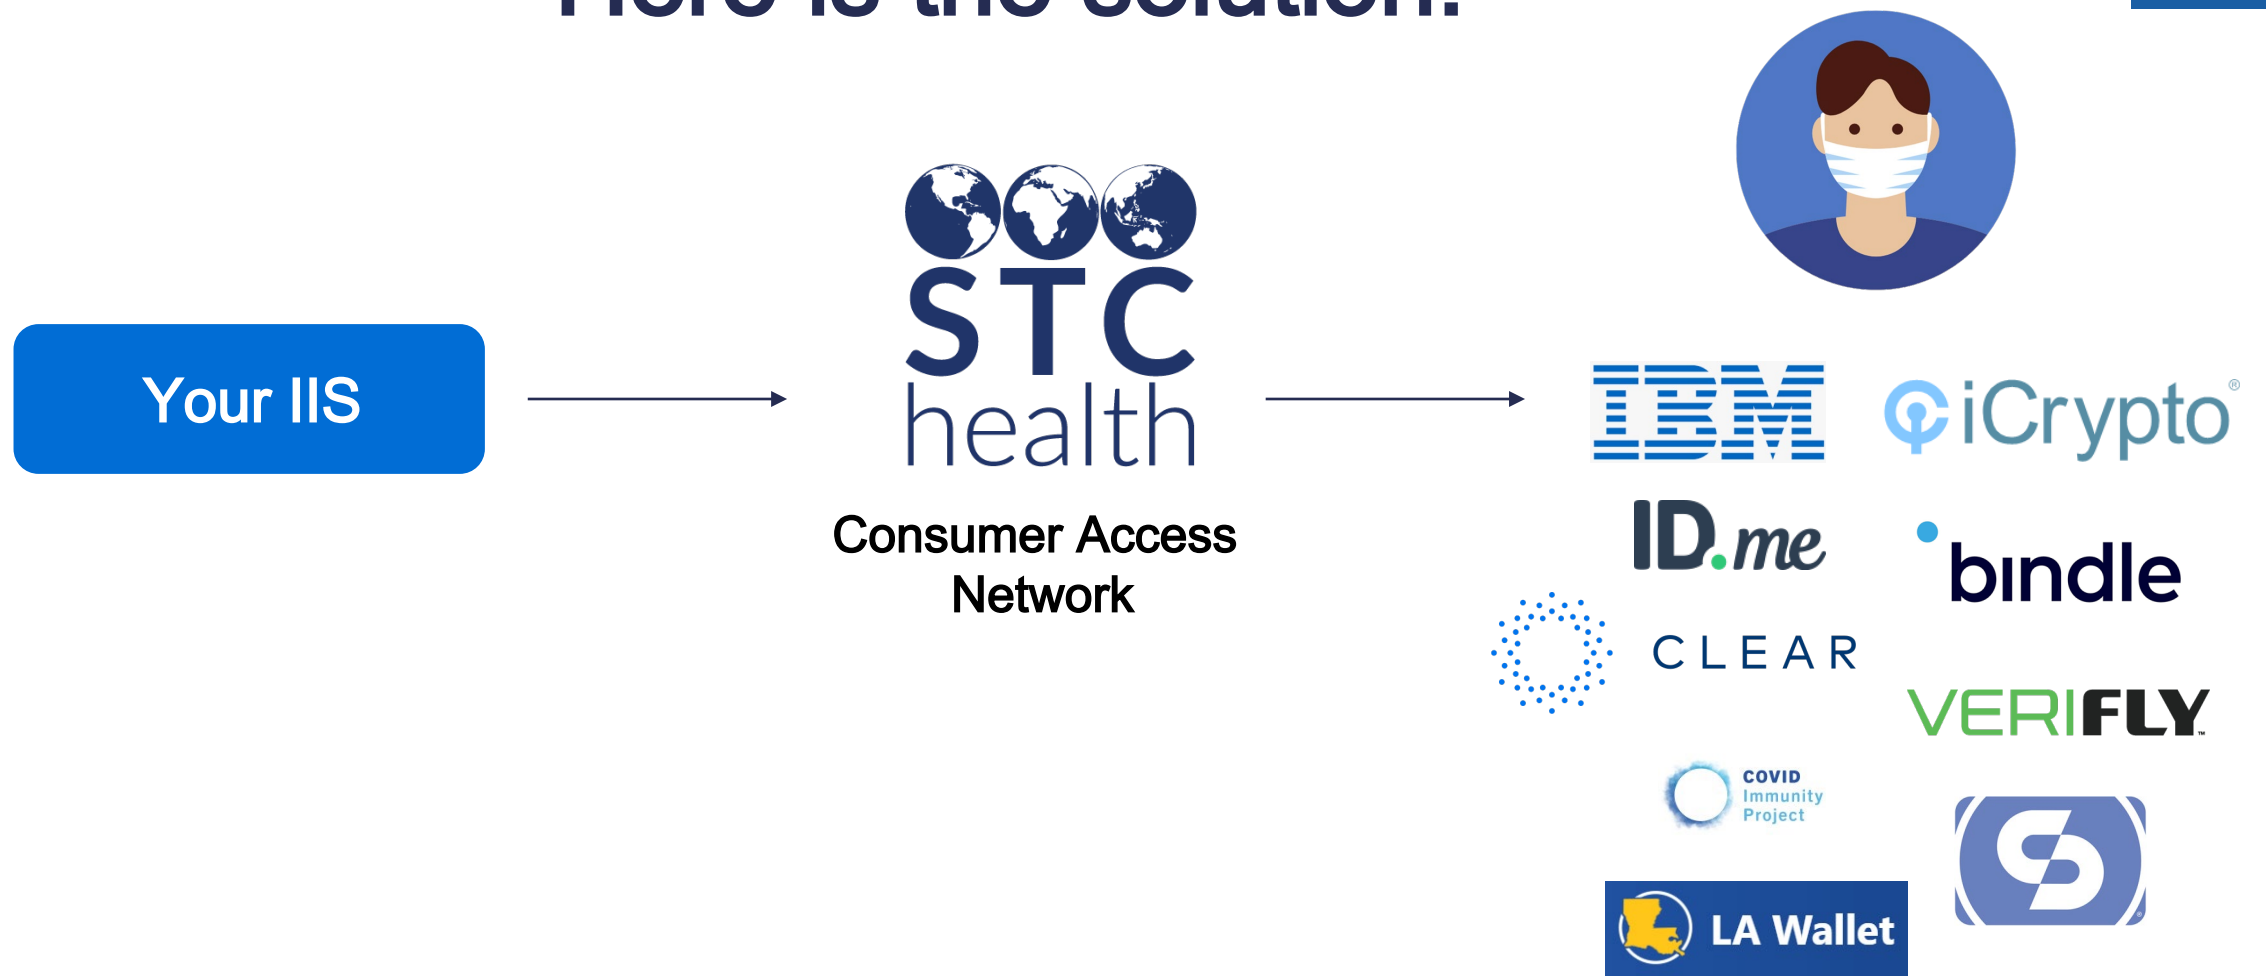 Here is the solution:
Your IIS
STC
health
Consumer Access
Network
IBM
iCrypto®
ID.me
bindle
CLEAR
VERIFLY™
COVID
Immunity
Project
LA Wallet